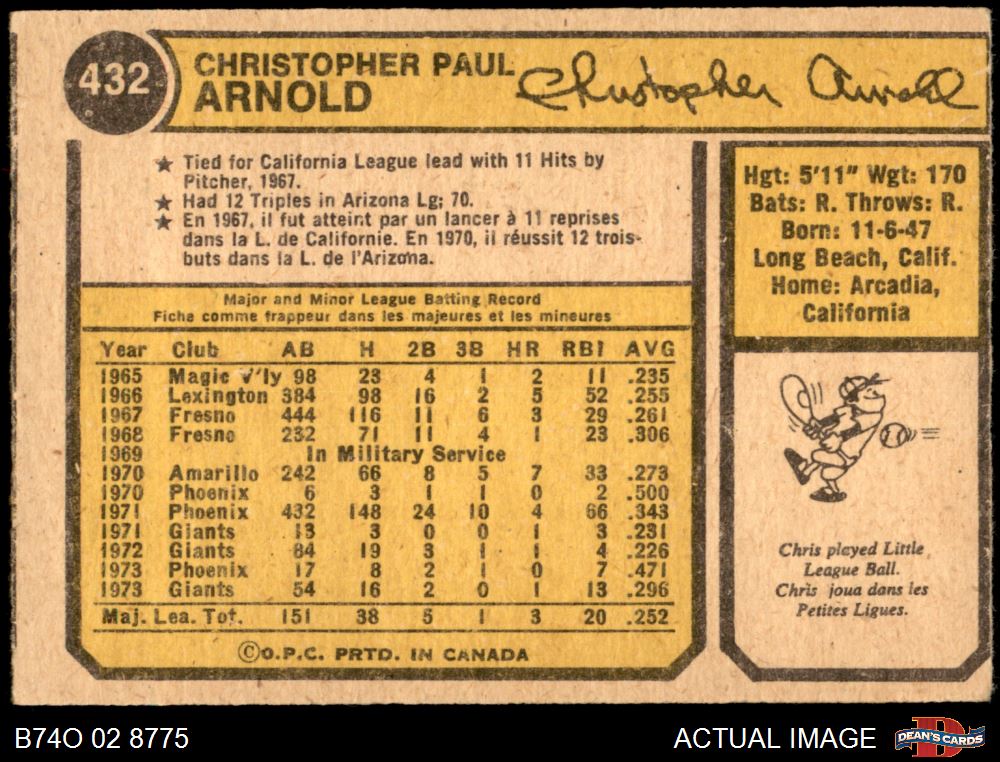 432
CHRISTOPHER PAUL
ARNOLD
Christopher Arnold
★ Tied for California League lead with 11 Hits by
Pitcher, 1967.
★ Had 12 Triples in Arizona Lg; 70.
★ En 1967, il fut atteint par un lancer à 11 reprises
dans la L. de Californie. En 1970, il réussit 12 trois-
buts dans la L. de l'Arizona.
Hgt: 5'11" Wgt: 170
Bats: R. Throws: R.
Born: 11-6-47
Long Beach, Calif.
Home: Arcadia,
California
Major and Minor League Batting Record
Fiche comme frappeur dans les majeures et les mineures
Year Club AB H 2B 3B HR RBI AVG
1965 Magic V'ly 98 23 4 1 2 11 .235
1966 Lexington 384 98 16 2 5 52 .255
1967 Fresno 444 116 11 6 3 29 .261
1968 Fresno 232 71 11 4 1 23 .306
1969 In Military Service
1970 Amarillo 242 66 8 5 7 33 .273
1970 Phoenix 6 3 1 1 0 2 .500
1971 Phoenix 432 148 24 10 4 66 .343
1971 Giants 13 3 0 0 1 3 .231
1972 Giants 84 19 3 1 1 4 .226
1973 Phoenix 17 8 2 1 0 7 .471
1973 Giants 54 16 2 0 1 13 .296
Maj. Lea. Tot. 151 38 5 1 3 20 .252
©O.P.C. PRTD. IN CANADA
Chris played Little
League Ball.
Chris joua dans les
Petites Ligues.
B74O 02 8775
ACTUAL IMAGE
DEAN'S CARDS